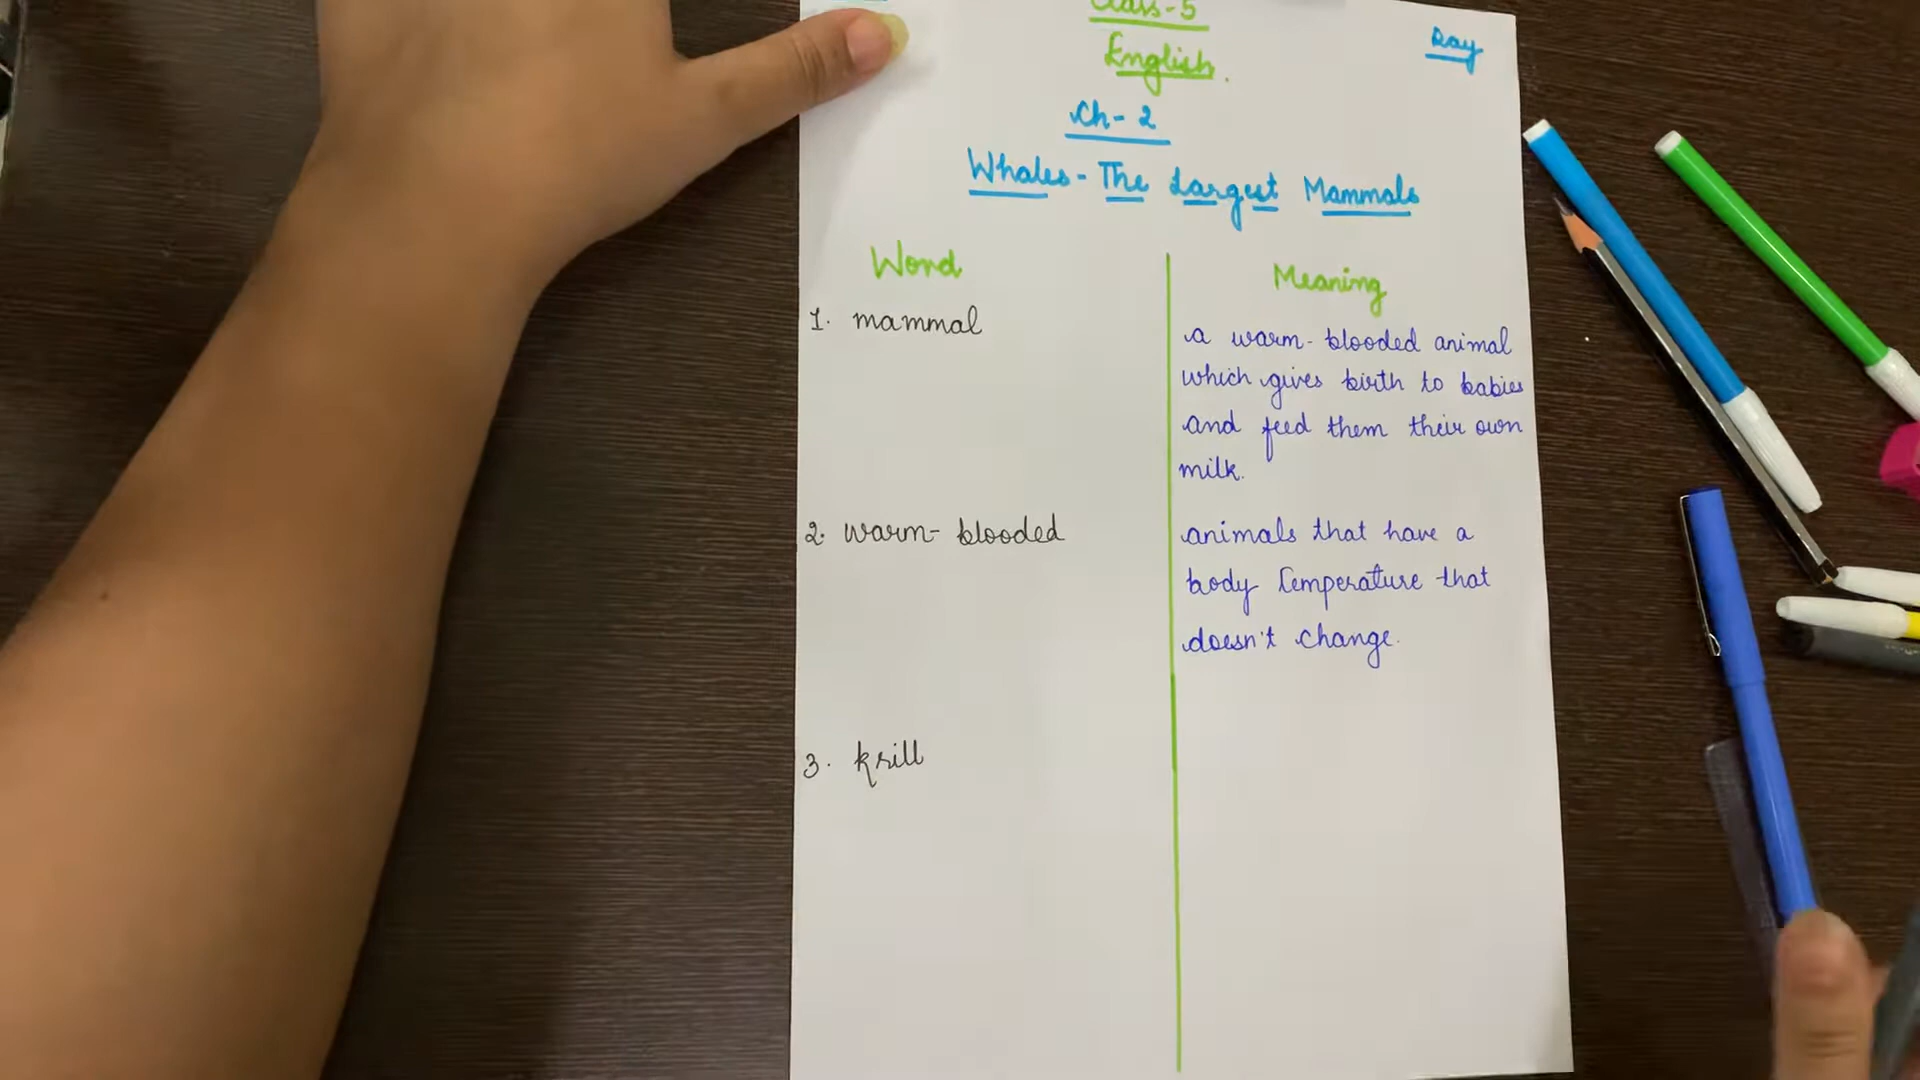 Class-5
English.
Day
Ch-2
Whales-The Largest Mammals
Word
Meaning
1. mammal
a warm-blooded animal
which gives birth to babies
and feed them their own
milk.
2. warm-blooded
animals that have a
body temperature that
doesn't change.
3. krill